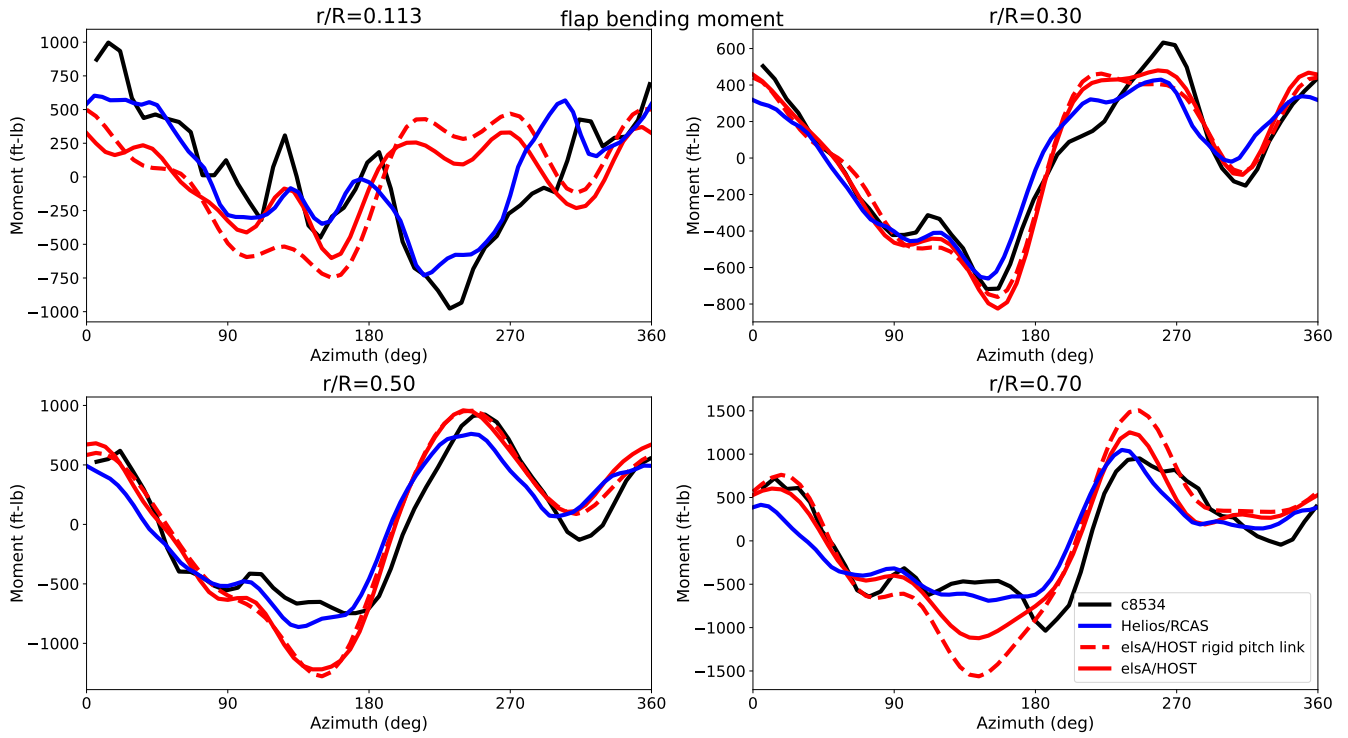 flap bending moment
r/R=0.113
r/R=0.30
Moment (ft-lb)
1000
750
500
250
0
−250
−500
−750
−1000
0 90 180 270 360
Azimuth (deg)
Moment (ft-lb)
600
400
200
0
−200
−400
−600
−800
0 90 180 270 360
Azimuth (deg)
r/R=0.50
r/R=0.70
Moment (ft-lb)
1000
500
0
−500
−1000
0 90 180 270 360
Azimuth (deg)
Moment (ft-lb)
1500
1000
500
0
−500
−1000
−1500
0 90 180 270 360
Azimuth (deg)
c8534
Helios/RCAS
elsA/HOST rigid pitch link
elsA/HOST